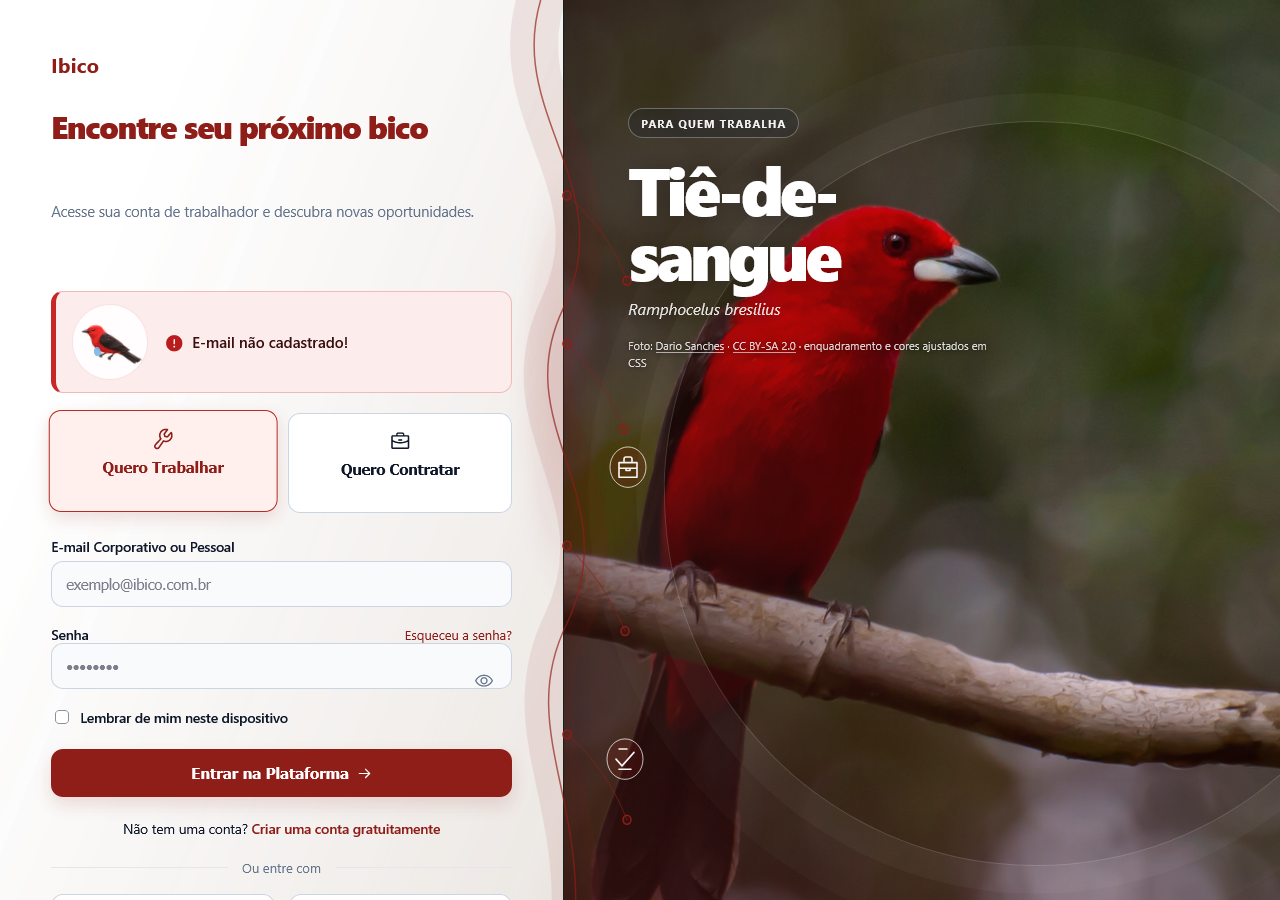 Ibico
Encontre seu próximo bico
Acesse sua conta de trabalhador e descubra novas oportunidades.
E-mail não cadastrado!
Quero Trabalhar
Quero Contratar
E-mail Corporativo ou Pessoal
exemplo@ibico.com.br
Senha
Esqueceu a senha?
••••••••
Lembrar de mim neste dispositivo
Entrar na Plataforma →
Não tem uma conta? Criar uma conta gratuitamente
Ou entre com
PARA QUEM TRABALHA
Tiê-de-
sangue
Ramphocelus bresilius
Foto: Dario Sanches · CC BY-SA 2.0 · enquadramento e cores ajustados em
CSS